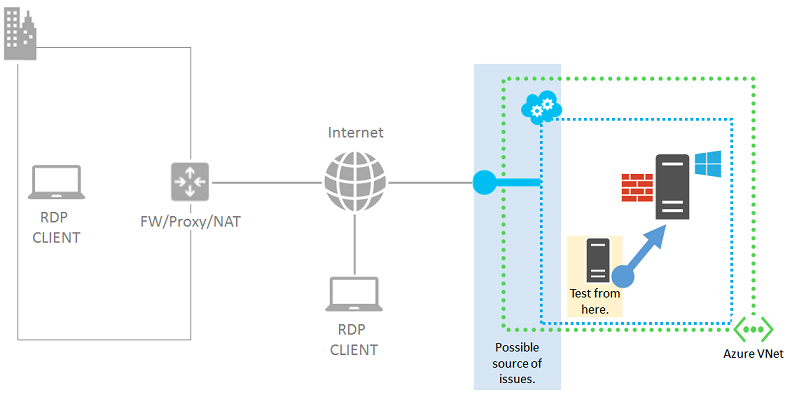 Internet
RDP
CLIENT
FW/Proxy/NAT
RDP
CLIENT
Test from
here.
Possible
source of
issues.
Azure VNet